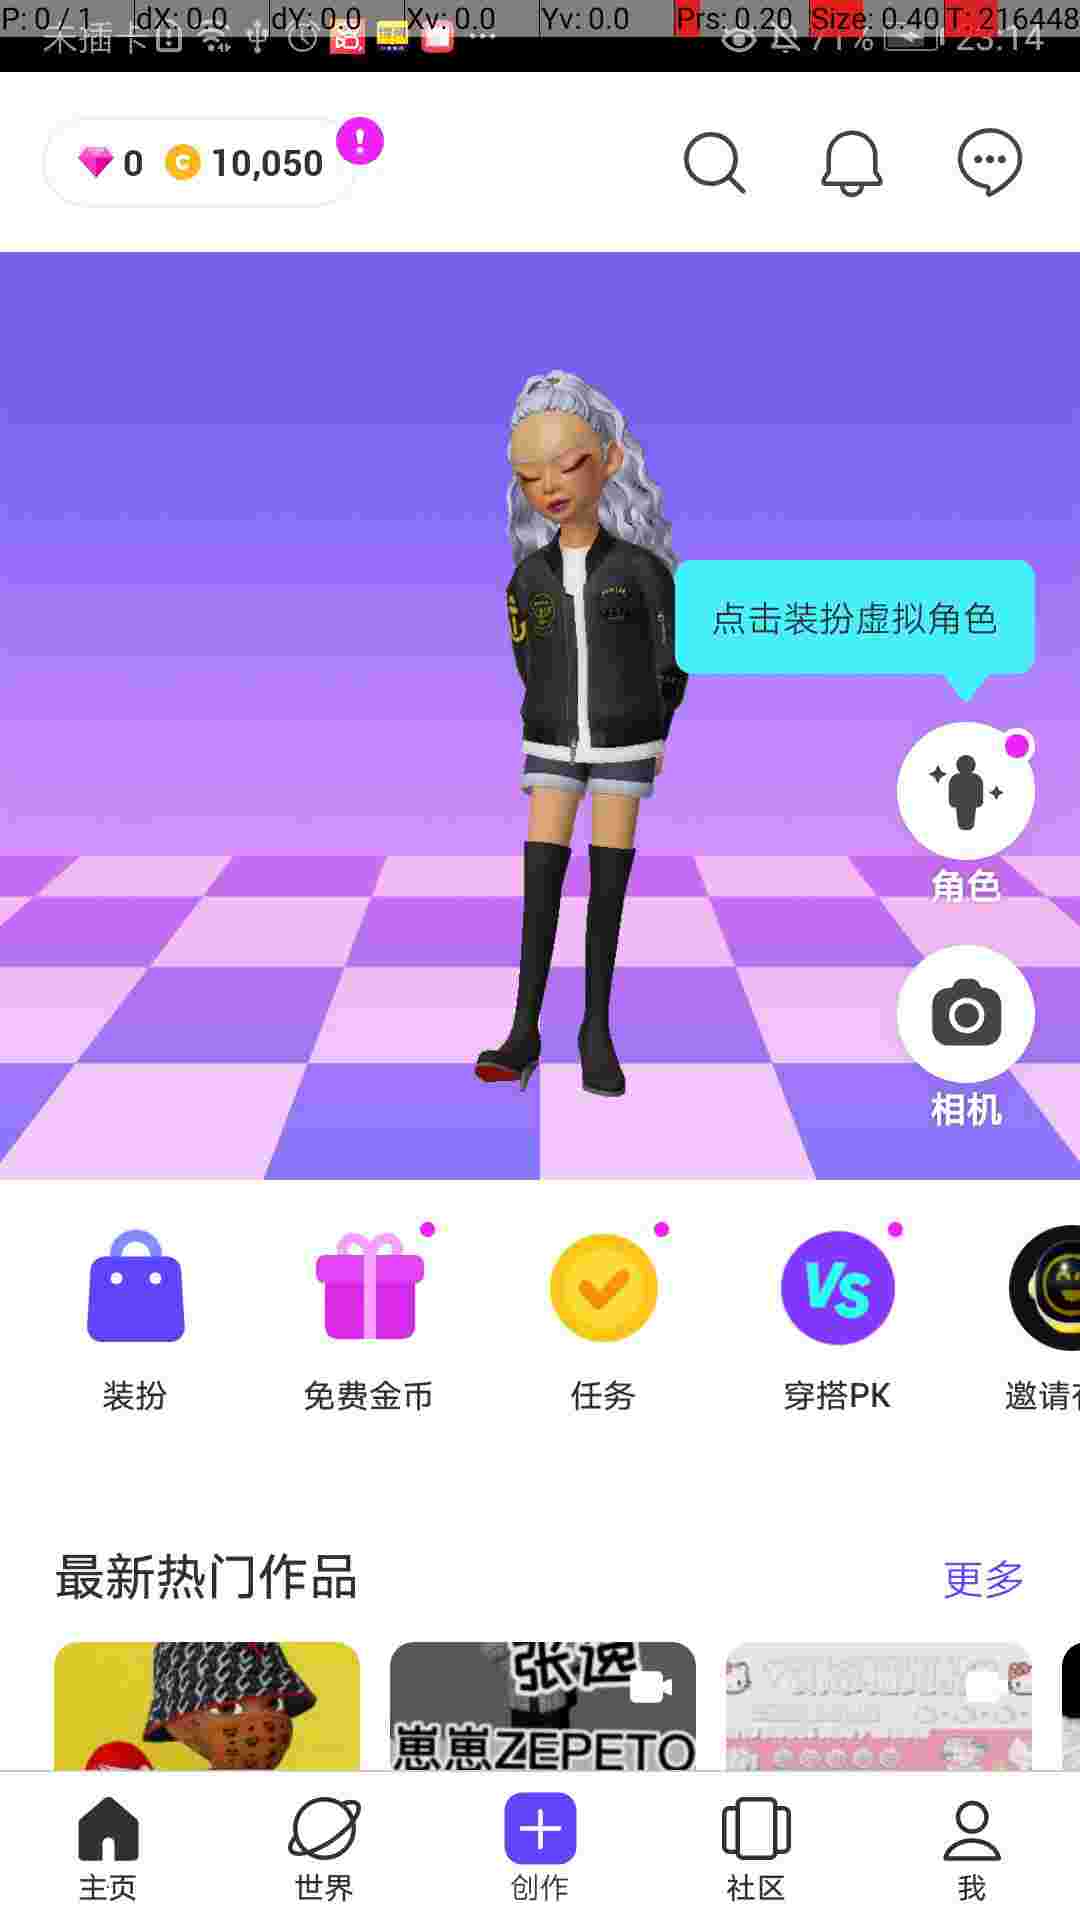 P: 0 / 1 dX: 0.0 dY: 0.0 Xv: 0.0 Yv: 0.0 Prs: 0.20 Size: 0.40 T: 216448
未插卡 71% 23:14
0 10,050
点击装扮虚拟角色
角色
相机
VS
装扮 免费金币 任务 穿搭PK 邀请
最新热门作品 更多
张逸
崽崽ZEPETO
主页 世界 创作 社区 我